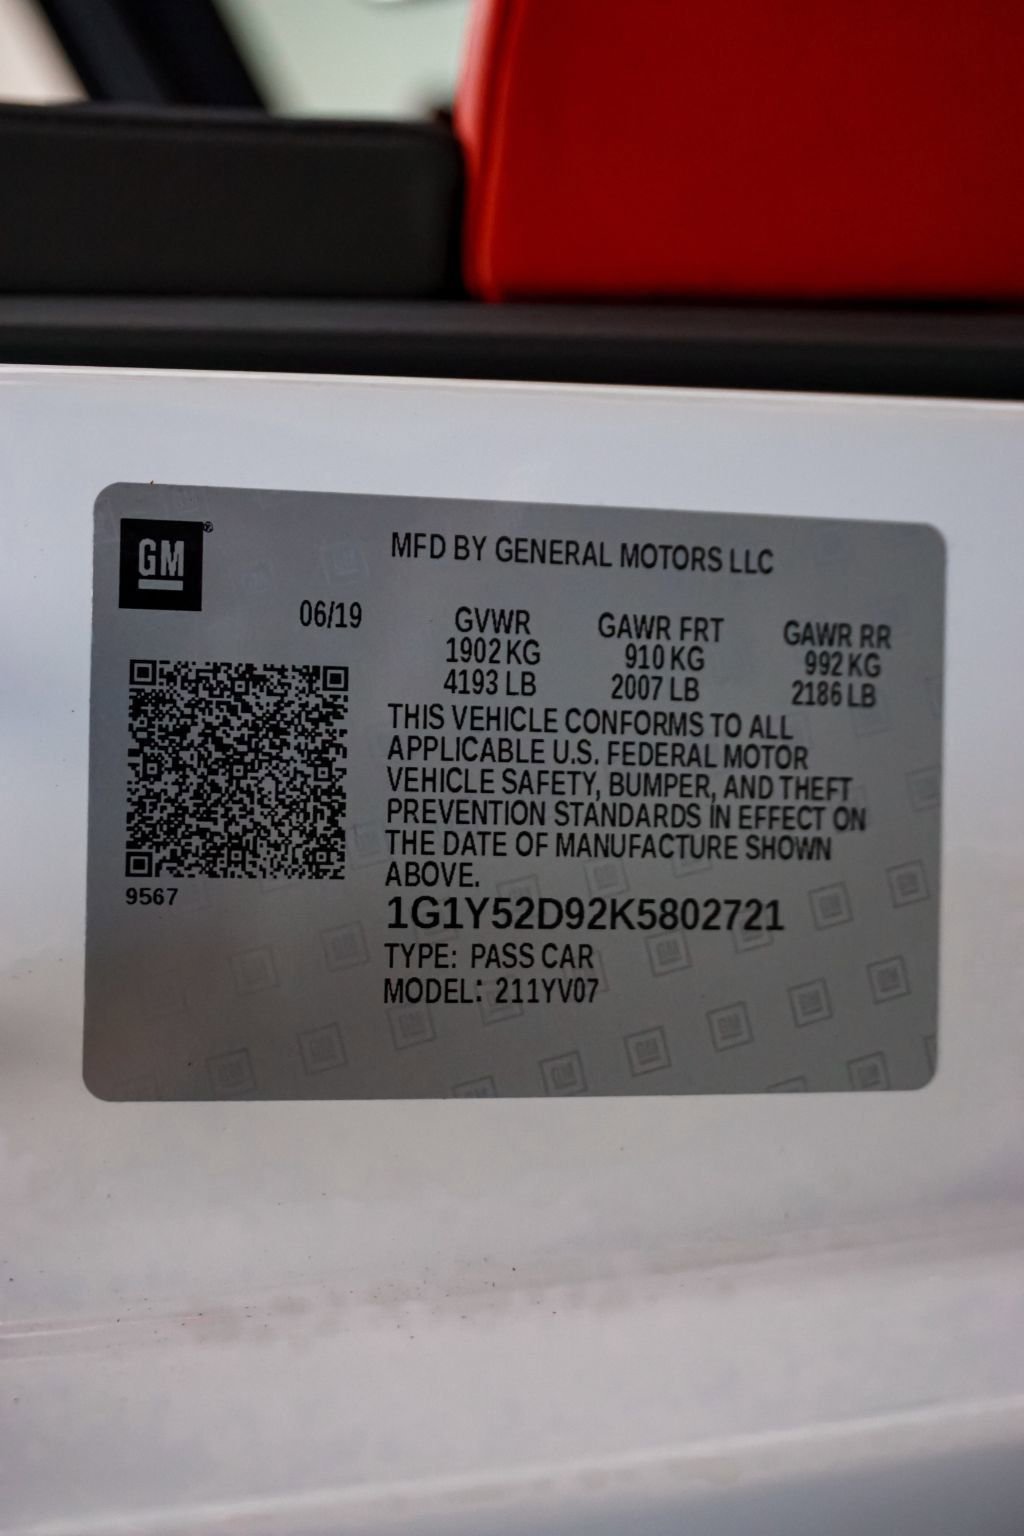 GM®
MFD BY GENERAL MOTORS LLC
06/19
GVWR GAWR FRT GAWR RR
1902 KG 910 KG 992 KG
4193 LB 2007 LB 2186 LB
THIS VEHICLE CONFORMS TO ALL
APPLICABLE U.S. FEDERAL MOTOR
VEHICLE SAFETY, BUMPER, AND THEFT
PREVENTION STANDARDS IN EFFECT ON
THE DATE OF MANUFACTURE SHOWN
ABOVE.
9567
1G1Y52D92K5802721
TYPE: PASS CAR
MODEL: 211YV07